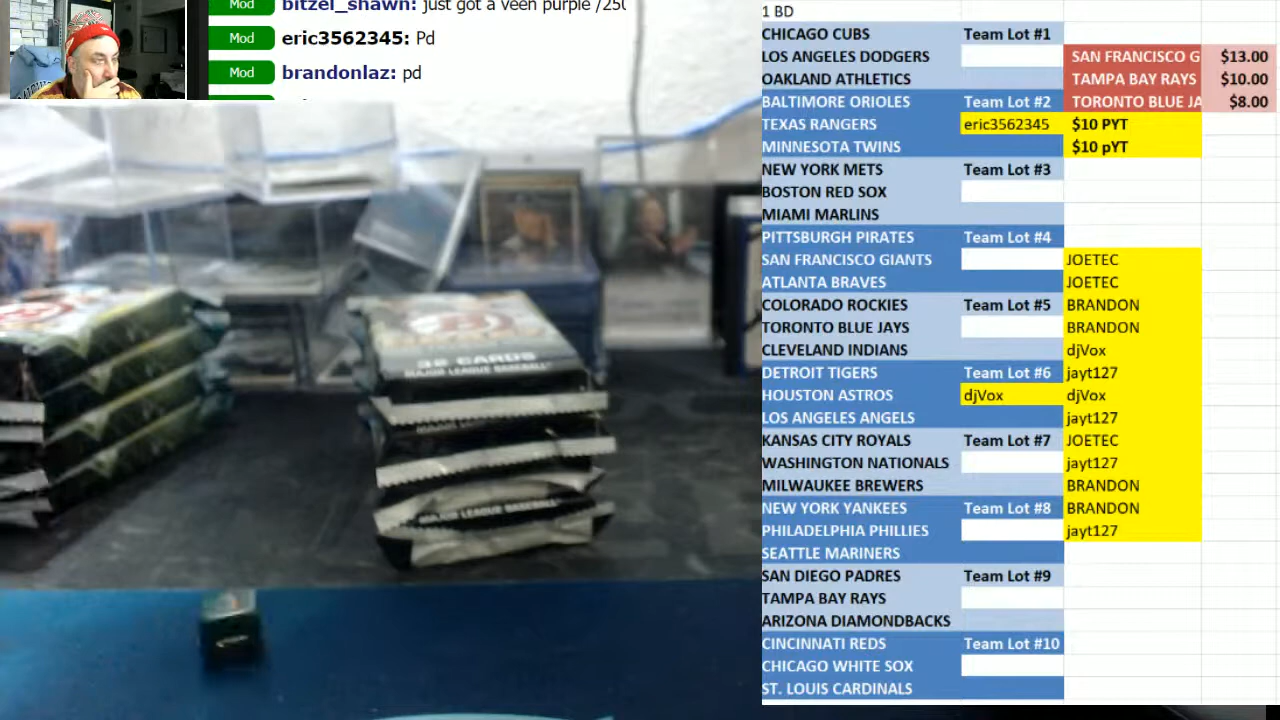 Mod bitzel_shawn: just got a veen purple /250
Mod eric3562345: Pd
Mod brandonlaz: pd
32 CARDS
MAJOR LEAGUE BASEBALL
MAJOR LEAGUE BASEBALL
1 BD
CHICAGO CUBS Team Lot #1
LOS ANGELES DODGERS SAN FRANCISCO G $13.00
OAKLAND ATHLETICS TAMPA BAY RAYS $10.00
BALTIMORE ORIOLES Team Lot #2 TORONTO BLUE JA $8.00
TEXAS RANGERS eric3562345 $10 PYT
MINNESOTA TWINS $10 pYT
NEW YORK METS Team Lot #3
BOSTON RED SOX
MIAMI MARLINS
PITTSBURGH PIRATES Team Lot #4
SAN FRANCISCO GIANTS JOETEC
ATLANTA BRAVES JOETEC
COLORADO ROCKIES Team Lot #5 BRANDON
TORONTO BLUE JAYS BRANDON
CLEVELAND INDIANS djVox
DETROIT TIGERS Team Lot #6 jayt127
HOUSTON ASTROS djVox djVox
LOS ANGELES ANGELS jayt127
KANSAS CITY ROYALS Team Lot #7 JOETEC
WASHINGTON NATIONALS jayt127
MILWAUKEE BREWERS BRANDON
NEW YORK YANKEES Team Lot #8 BRANDON
PHILADELPHIA PHILLIES jayt127
SEATTLE MARINERS
SAN DIEGO PADRES Team Lot #9
TAMPA BAY RAYS
ARIZONA DIAMONDBACKS
CINCINNATI REDS Team Lot #10
CHICAGO WHITE SOX
ST. LOUIS CARDINALS